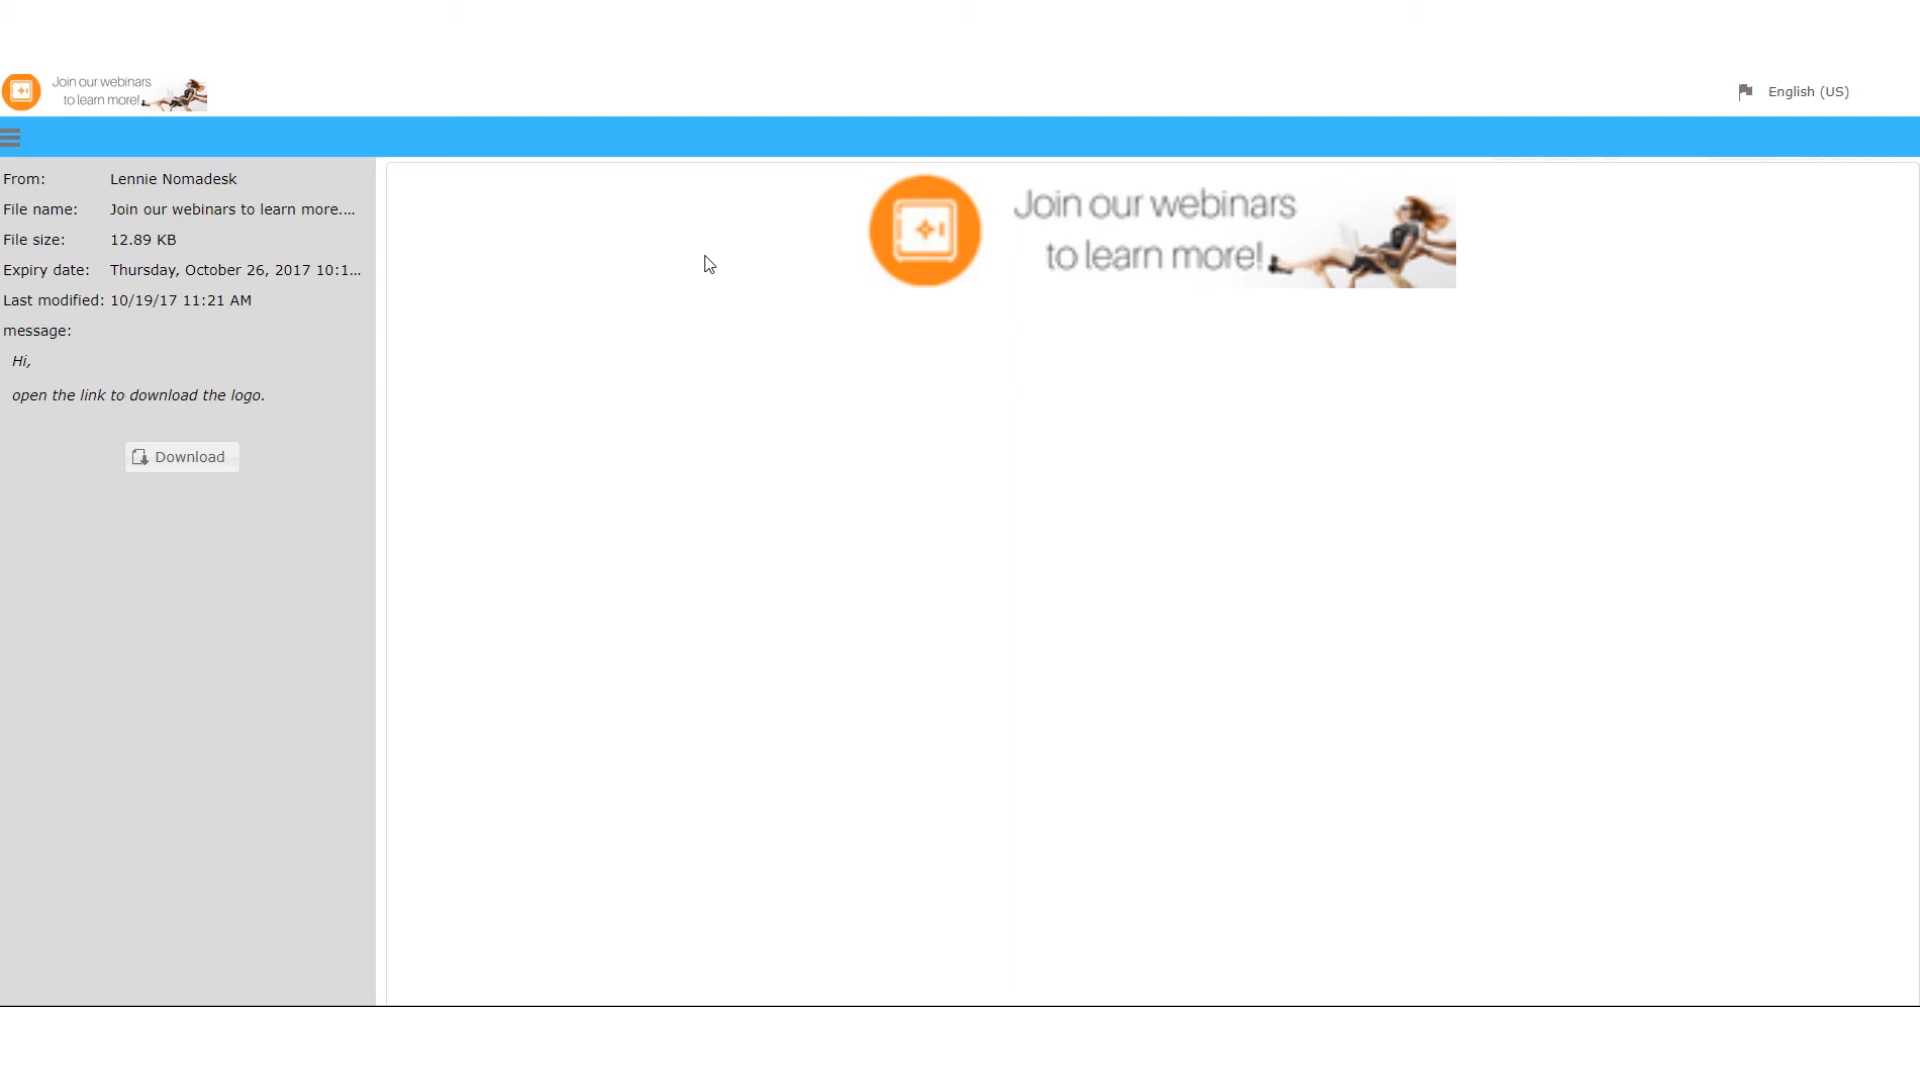 Join our webinars
to learn more!
English (US)
From: Lennie Nomadesk
File name: Join our webinars to learn more....
File size: 12.89 KB
Expiry date: Thursday, October 26, 2017 10:1...
Last modified: 10/19/17 11:21 AM
message:
Hi,
open the link to download the logo.
Download
Join our webinars
to learn more!